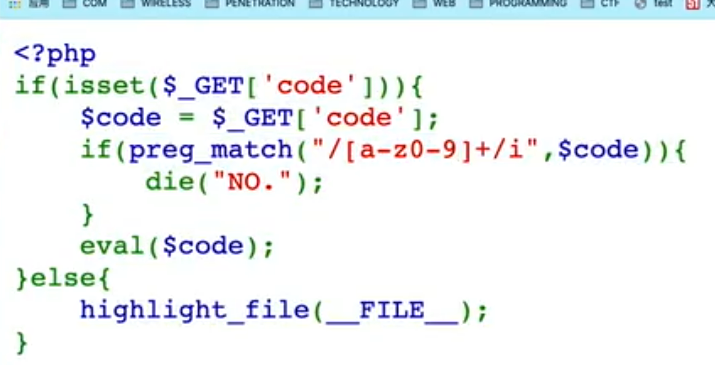 应用 COM WIRELESS PENETRATION TECHNOLOGY WEB PROGRAMMING CTF test 51
<?php
if(isset($_GET['code'])){
    $code = $_GET['code'];
    if(preg_match("/[a-z0-9]+/i",$code)){
        die("NO.");
    }
    eval($code);
}else{
    highlight_file(__FILE__);
}